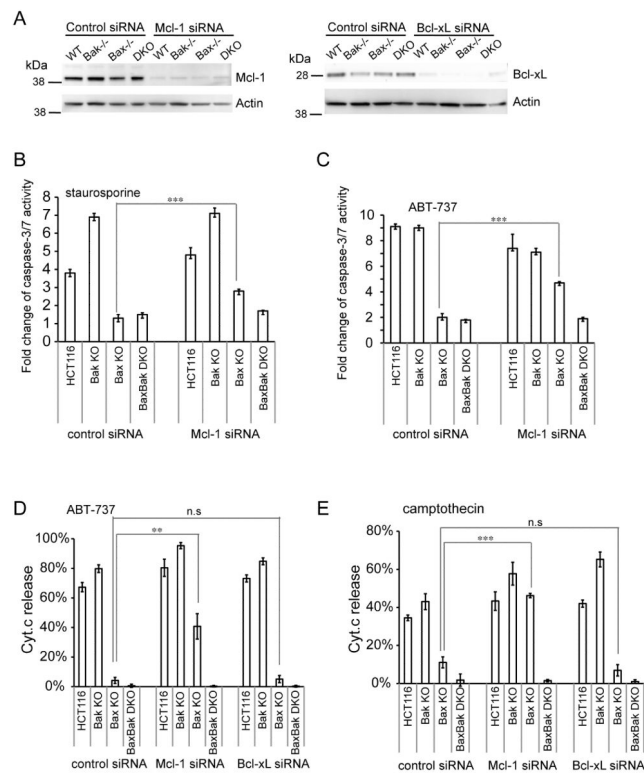 A
Control siRNA Mcl-1 siRNA
WT Bak-/- Bax-/- DKO WT Bak-/- Bax-/- DKO
kDa
38 Mcl-1
Actin
38
Control siRNA Bcl-xL siRNA
WT Bak-/- Bax-/- DKO WT Bak-/- Bax-/- DKO
kDa
28 Bcl-xL
Actin
38
B
staurosporine
***
Fold change of caspase-3/7 activity
8
7
6
5
4
3
2
1
0
HCT116 Bak KO Bax KO BaxBak DKO HCT116 Bak KO Bax KO BaxBak DKO
control siRNA Mcl-1 siRNA
C
ABT-737
***
Fold change of caspase-3/7 activity
10
8
6
4
2
0
HCT116 Bak KO Bax KO BaxBak DKO HCT116 Bak KO Bax KO BaxBak DKO
control siRNA Mcl-1 siRNA
D
ABT-737
n.s
**
Cyt.c release
100%
80%
60%
40%
20%
0%
HCT116 Bak KO Bax KO BaxBak DKO HCT116 Bak KO Bax KO BaxBak DKO HCT116 Bak KO Bax KO BaxBak DKO
control siRNA Mcl-1 siRNA Bcl-xL siRNA
E
camptothecin
n.s
***
Cyt.c release
80%
60%
40%
20%
0%
HCT116 Bak KO Bax KO BaxBak DKO HCT116 Bak KO Bax KO BaxBak DKO HCT116 Bak KO Bax KO BaxBak DKO
control siRNA Mcl-1 siRNA Bcl-xL siRNA